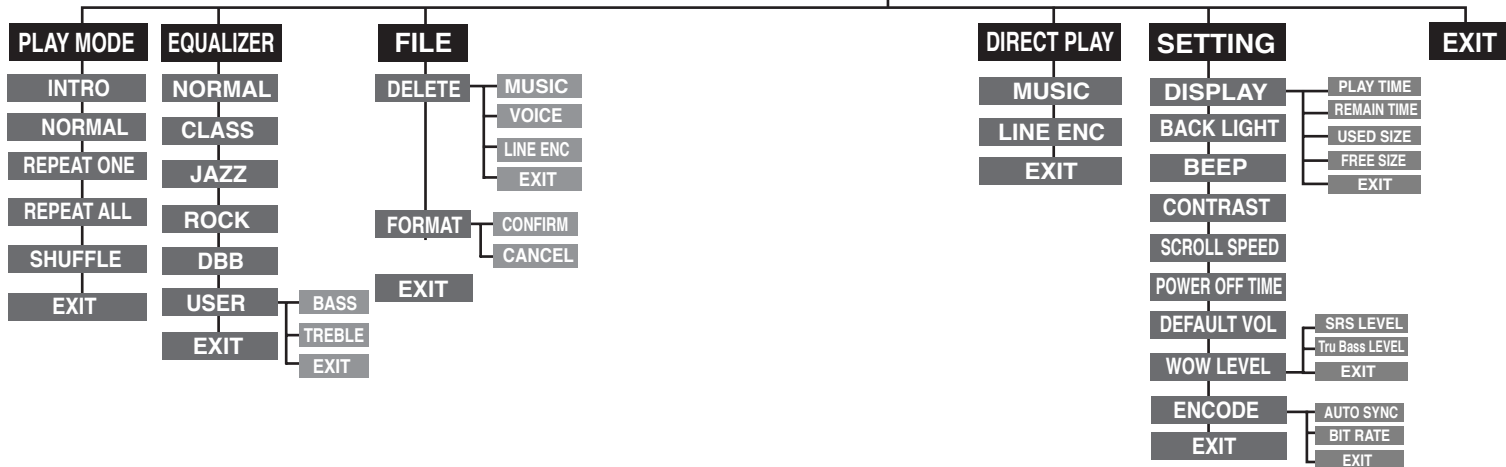 PLAY MODE
INTRO
NORMAL
REPEAT ONE
REPEAT ALL
SHUFFLE
EXIT
EQUALIZER
NORMAL
CLASS
JAZZ
ROCK
DBB
USER
BASS
TREBLE
EXIT
EXIT
FILE
DELETE
MUSIC
VOICE
LINE ENC
EXIT
FORMAT
CONFIRM
CANCEL
EXIT
DIRECT PLAY
MUSIC
LINE ENC
EXIT
SETTING
DISPLAY
PLAY TIME
REMAIN TIME
USED SIZE
FREE SIZE
EXIT
BACK LIGHT
BEEP
CONTRAST
SCROLL SPEED
POWER OFF TIME
DEFAULT VOL
WOW LEVEL
SRS LEVEL
Tru Bass LEVEL
EXIT
ENCODE
AUTO SYNC
BIT RATE
EXIT
EXIT
EXIT